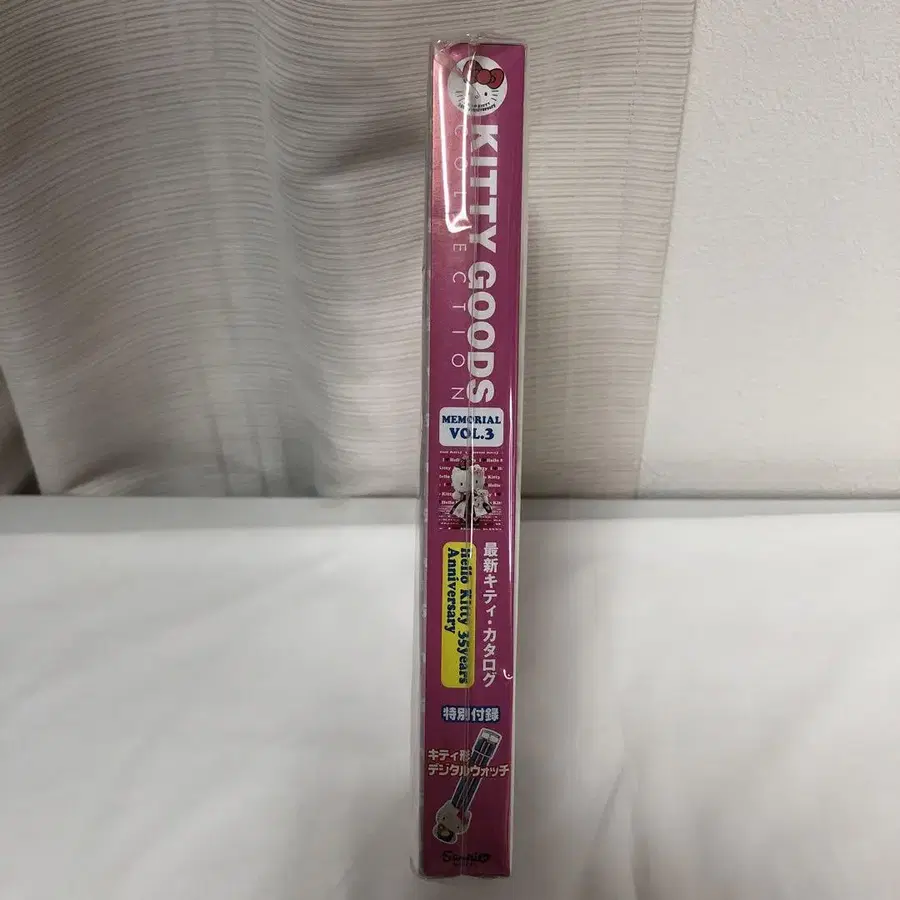 KITTY GOODS
COLLECTION
MEMORIAL
VOL.3
最新キティ・カタログ
Hello Kitty 35years
Anniversary
特別付録
キティ形
デジタルウォッチ
Sanrio